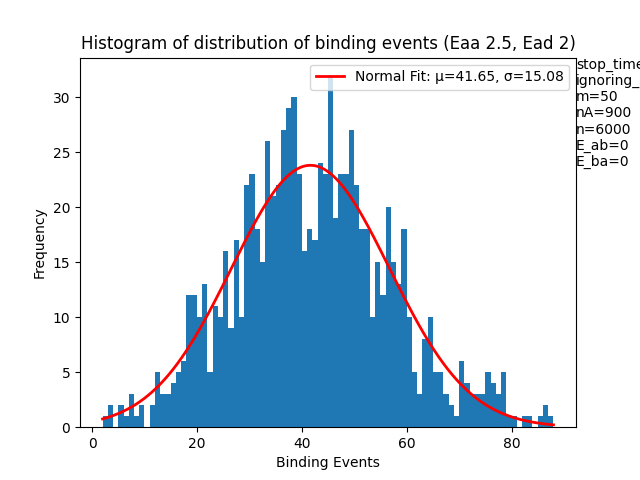 Histogram of distribution of binding events (Eaa 2.5, Ead 2)
Normal Fit: μ=41.65, σ=15.08
stop_time
ignoring_
m=50
nA=900
n=6000
E_ab=0
E_ba=0
30
25
20
15
10
5
0
Frequency
0 20 40 60 80
Binding Events